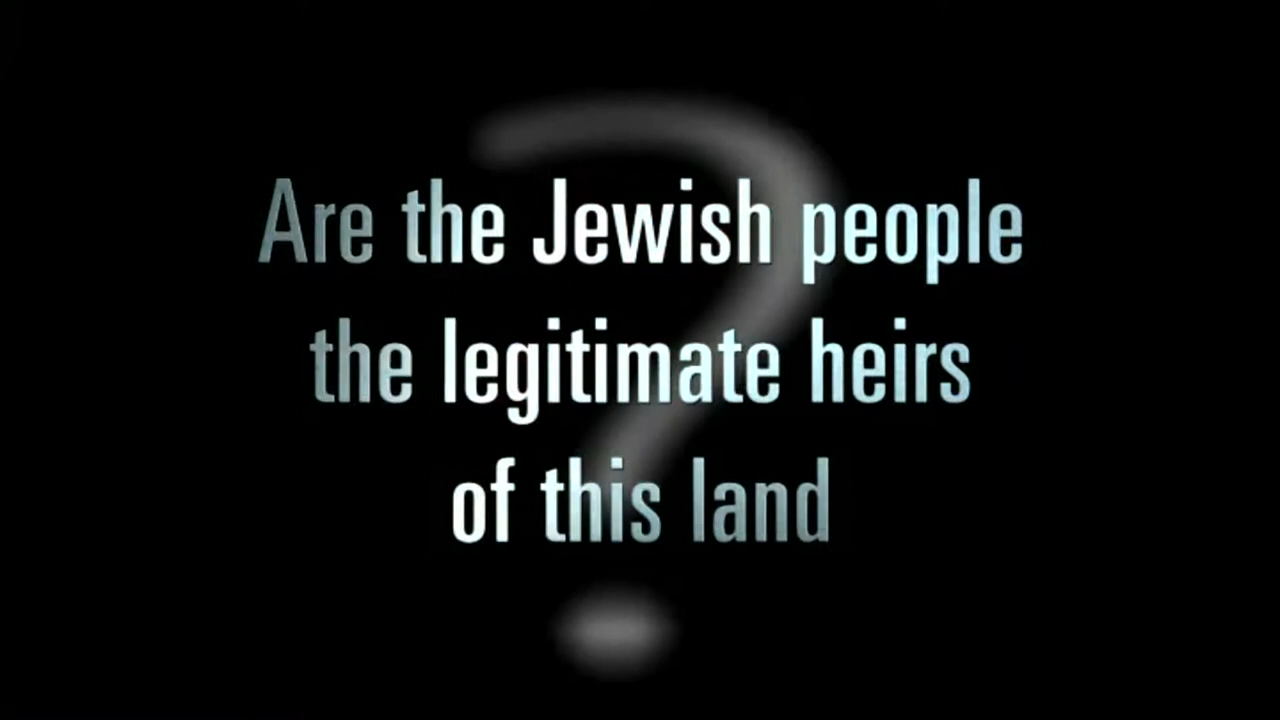 Are the Jewish people
the legitimate heirs
of this land
?